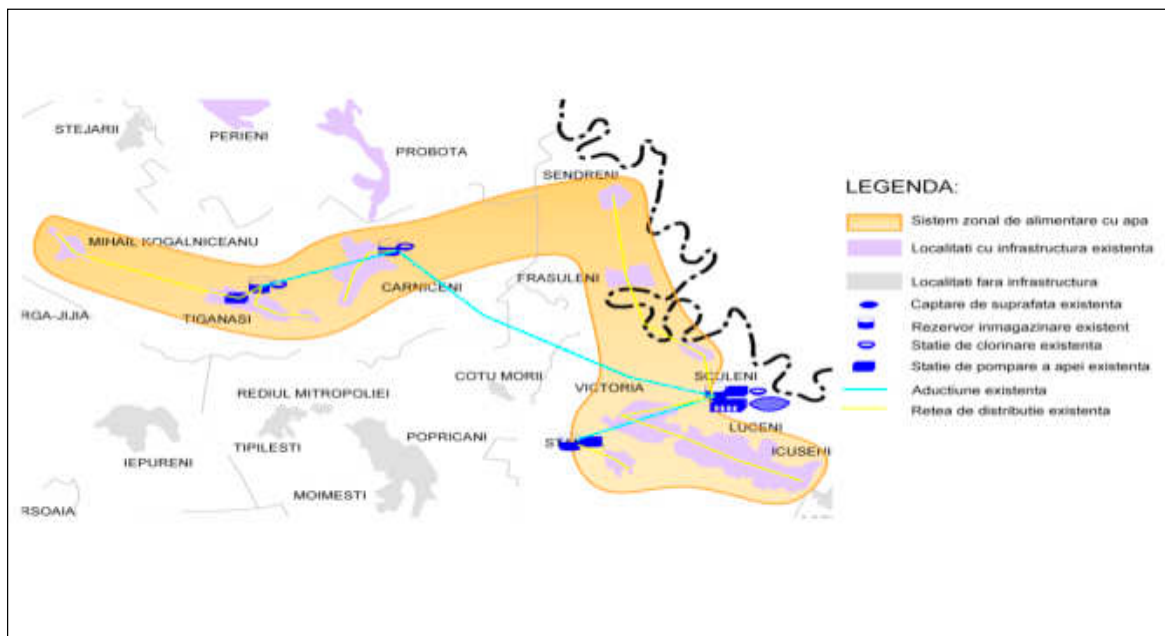 STEJARII
PERIENI
PROBOTA
SENDRENI
MIHAIL KOGALNICEANU
FRASULENI
CARNICENI
RGA-JIJIA
TIGANASI
COTU MORII
VICTORIA
SCULENI
REDIUL MITROPOLIEI
LUCENI
POPRICANI
TIPILESTI
IEPURENI
ICUSENI
MOIMESTI
RSOAIA
LEGENDA:
Sistem zonal de alimentare cu apa
Localitati cu infrastructura existenta
Localitati fara infrastructura
Captare de suprafata existenta
Rezervor inmagazinare existent
Statie de clorinare existenta
Statie de pompare a apei existenta
Aductiune existenta
Retea de distributie existenta